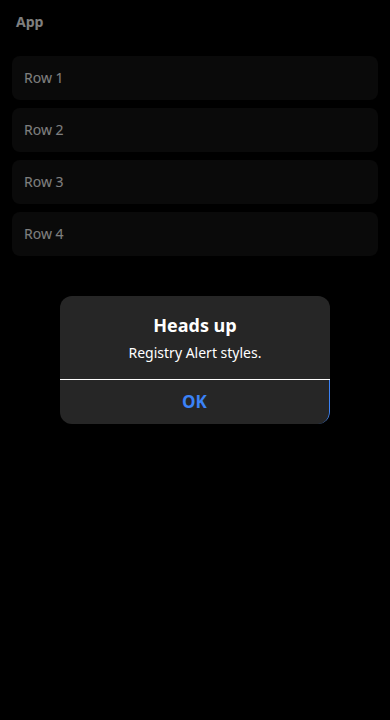 App
Row 1
Row 2
Row 3
Row 4
Heads up
Registry Alert styles.
OK